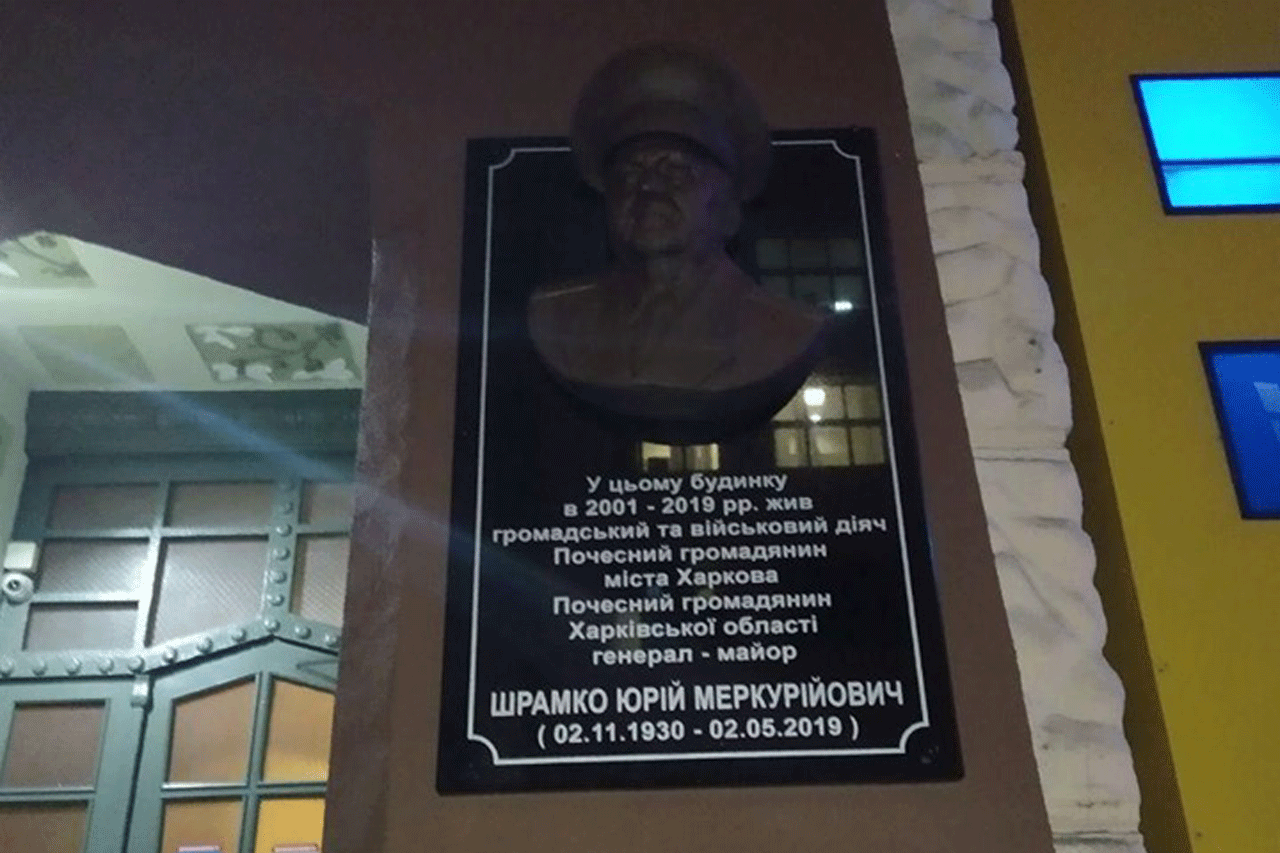 У цьому будинку
в 2001 - 2019 рр. жив
громадський та військовий діяч
Почесний громадянин
міста Харкова
Почесний громадянин
Харківської області
генерал - майор
ШРАМКО ЮРІЙ МЕРКУРІЙОВИЧ
( 02.11.1930 - 02.05.2019 )